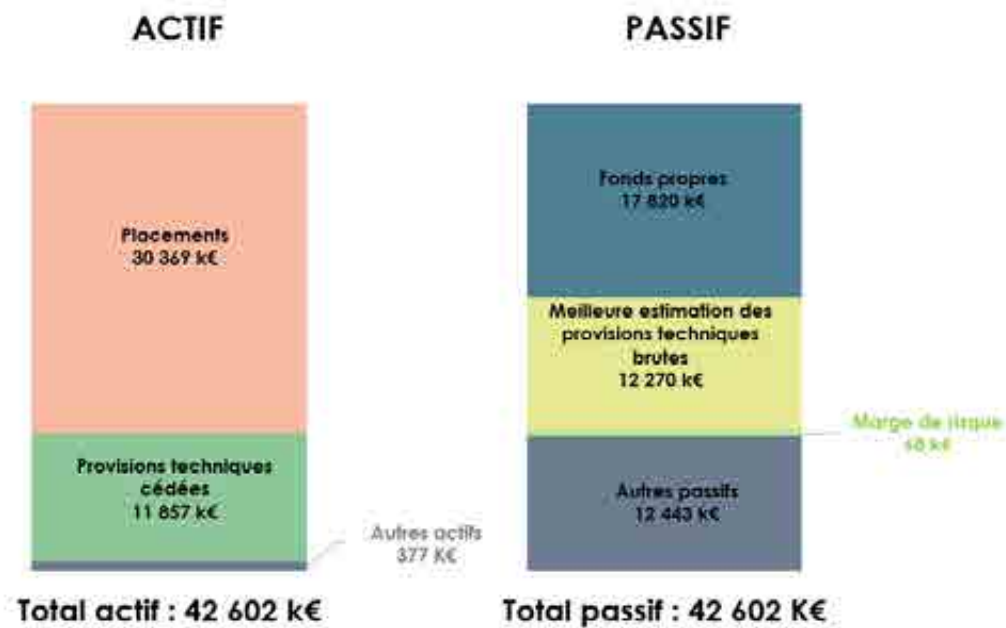 ACTIF
PASSIF
Placements
30 369 k€
Provisions techniques
cédées
11 857 k€
Autres actifs
377 K€
Fonds propres
17 820 k€
Meilleure estimation des
provisions techniques
brutes
12 270 k€
Marge de risque
68 k€
Autres passifs
12 443 k€
Total actif : 42 602 k€
Total passif : 42 602 K€